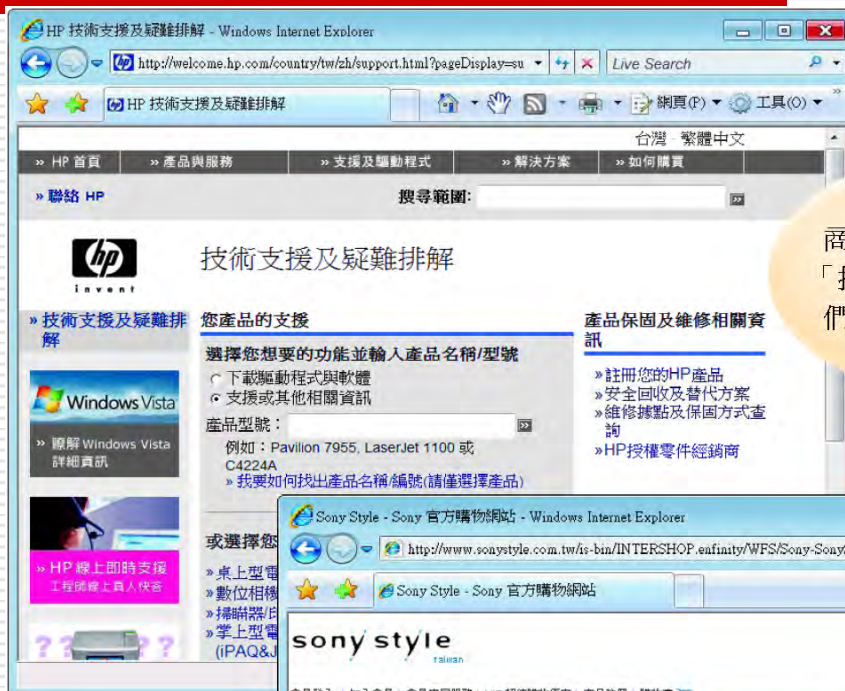 HP 技術支援及疑難排解 - Windows Internet Explorer
http://welcome.hp.com/country/tw/zh/support.html?pageDisplay=su
Live Search
HP 技術支援及疑難排解
網頁(P)
工具(O)
台灣 - 繁體中文
» HP 首頁 » 產品與服務 » 支援及驅動程式 » 解決方案 » 如何購買
» 聯絡 HP
搜尋範圍:
hp
invent
技術支援及疑難排解
» 技術支援及疑難排
解
Windows Vista
» 瞭解 Windows Vista
詳細資訊
» HP 線上即時支援
工程師線上真人快答
??
??
您產品的支援
選擇您想要的功能並輸入產品名稱/型號
下載驅動程式與軟體
支援或其他相關資訊
產品型號：
例如：Pavilion 7955, LaserJet 1100 或
C4224A
» 我要如何找出產品名稱/編號(請僅選擇產品)
或選擇您
» 桌上型電
» 數位相機
» 掃瞄器/
» 掌上型電
(iPAQ&J
產品保固及維修相關資
訊
» 註冊您的HP產品
» 安全回收及替代方案
» 維修據點及保固方式查
詢
» HP授權零件經銷商
商
「
們
Sony Style - Sony 官方購物網站 - Windows Internet Explorer
http://www.sonystyle.com.tw/is-bin/INTERSHOP.enfinity/WFS/Sony-Sony
Sony Style - Sony 官方購物網站
sony style
taiwan